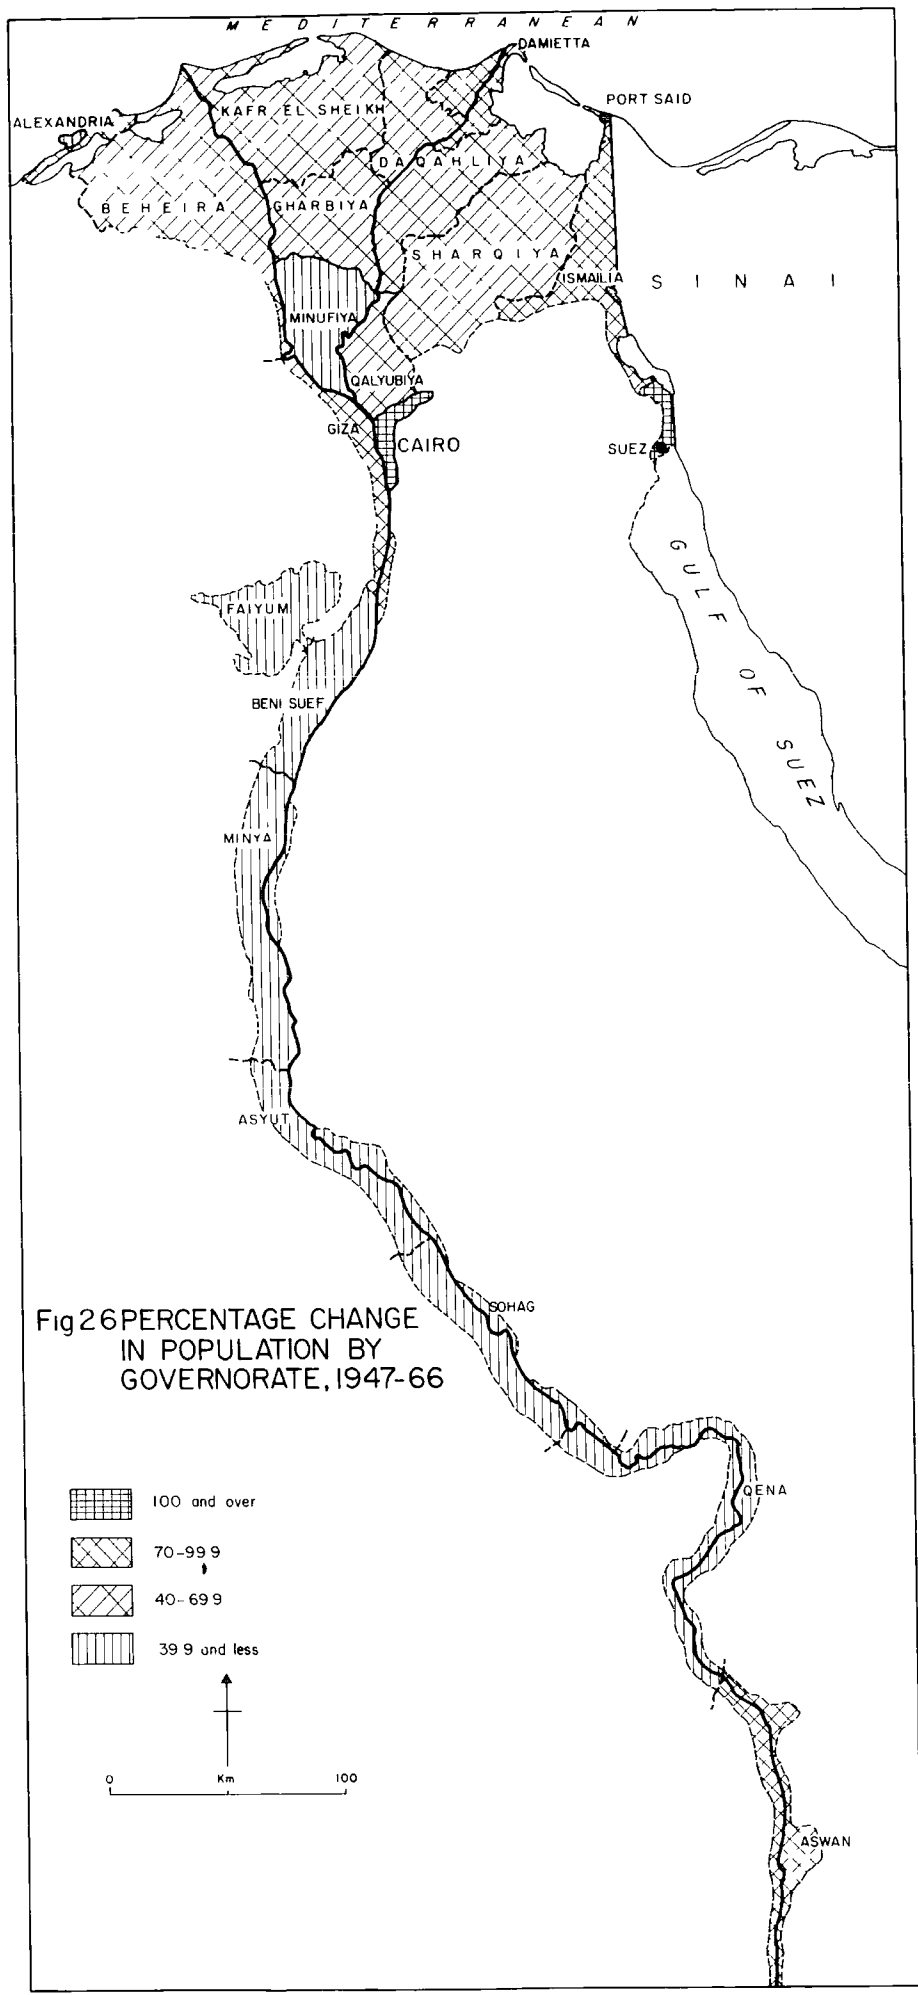 MEDITERRANEAN
DAMIETTA
PORT SAID
KAFR EL SHEIKH
ALEXANDRIA
DAQAHLIYA
BEHEIRA
GHARBIYA
SHARQIYA
ISMAILIA
SINAI
MINUFIYA
QALYUBIYA
GIZA
CAIRO
SUEZ
GULF OF SUEZ
FAIYUM
BENI SUEF
MINYA
ASYUT
SOHAG
Fig 26 PERCENTAGE CHANGE
IN POPULATION BY
GOVERNORATE, 1947-66
100 and over
70-99 9
40-69 9
39 9 and less
QENA
0 Km 100
ASWAN